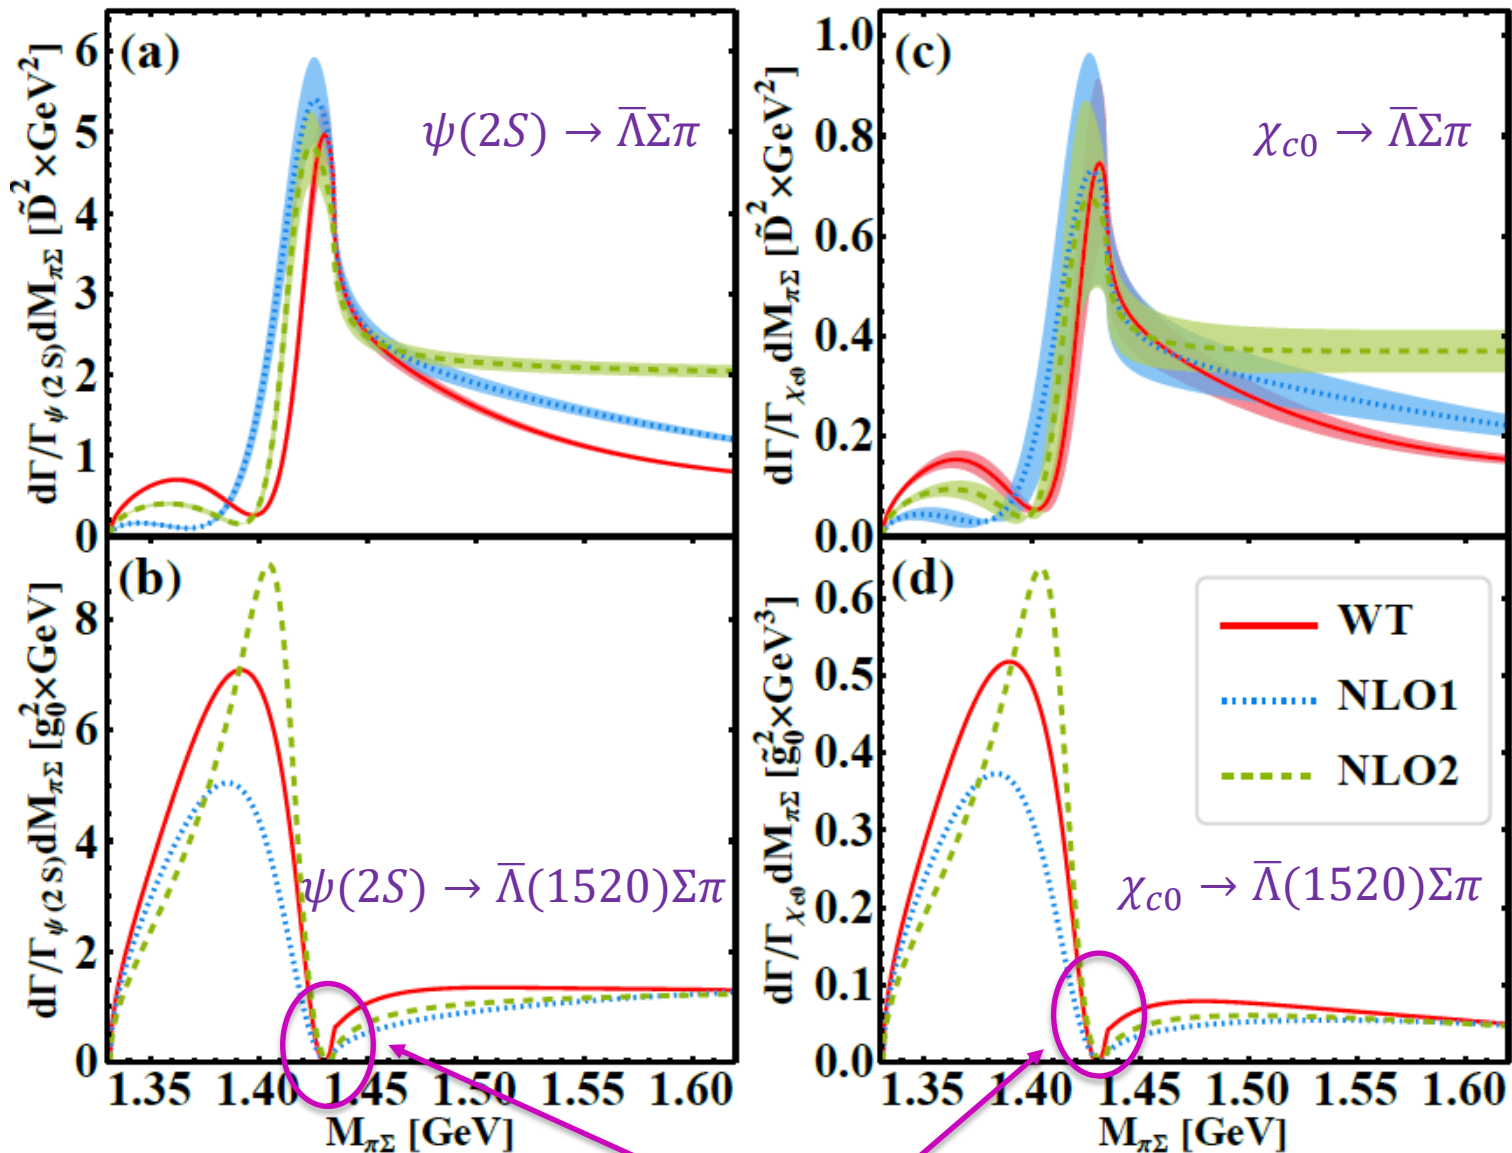 (a)
ψ(2S) → Λ̅Σπ
dΓ/Γψ(2S)dMπΣ [D̃²×GeV²]
6
5
4
3
2
1
0
(c)
χc0 → Λ̅Σπ
dΓ/Γχc0dMπΣ [D̃²×GeV²]
1.0
0.8
0.6
0.4
0.2
0.0
(b)
ψ(2S) → Λ̅(1520)Σπ
dΓ/Γψ(2S)dMπΣ [g₀²×GeV]
8
6
4
2
0
1.35 1.40 1.45 1.50 1.55 1.60
MπΣ [GeV]
(d)
WT
NLO1
NLO2
χc0 → Λ̅(1520)Σπ
dΓ/Γχc0dMπΣ [g̃₀²×GeV³]
0.6
0.5
0.4
0.3
0.2
0.1
0.0
1.35 1.40 1.45 1.50 1.55 1.60
MπΣ [GeV]